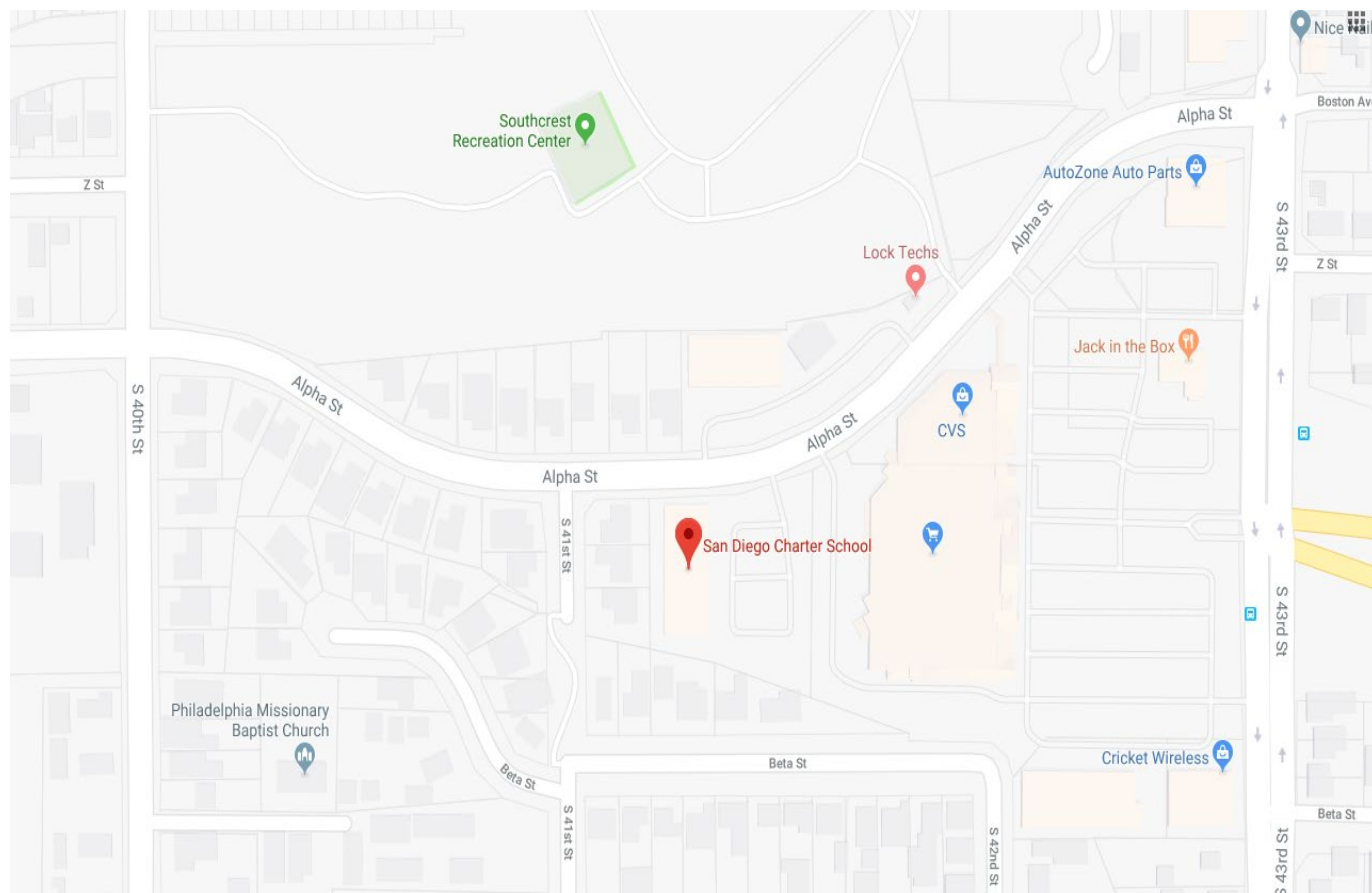 Nice
Boston Av
Alpha St
Southcrest
Recreation Center
AutoZone Auto Parts
Z St
Alpha St
S 43rd St
Lock Techs
Z St
Jack in the Box
Alpha St
S 40th St
CVS
Alpha St
Alpha St
S 41st St
San Diego Charter School
S 43rd St
Philadelphia Missionary
Baptist Church
Beta St
Cricket Wireless
Beta St
Beta St
S 41st St
S 42nd St
S 43rd St